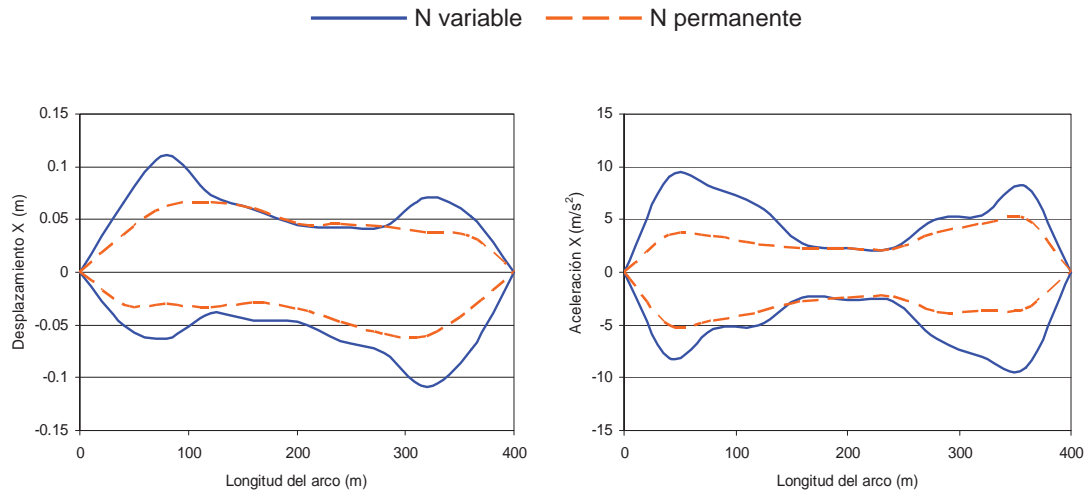 N variable N permanente
0.15
0.1
0.05
0
-0.05
-0.1
-0.15
Desplazamiento X (m)
0 100 200 300 400
Longitud del arco (m)
15
10
5
0
-5
-10
-15
Aceleración X (m/s²)
0 100 200 300 400
Longitud del arco (m)